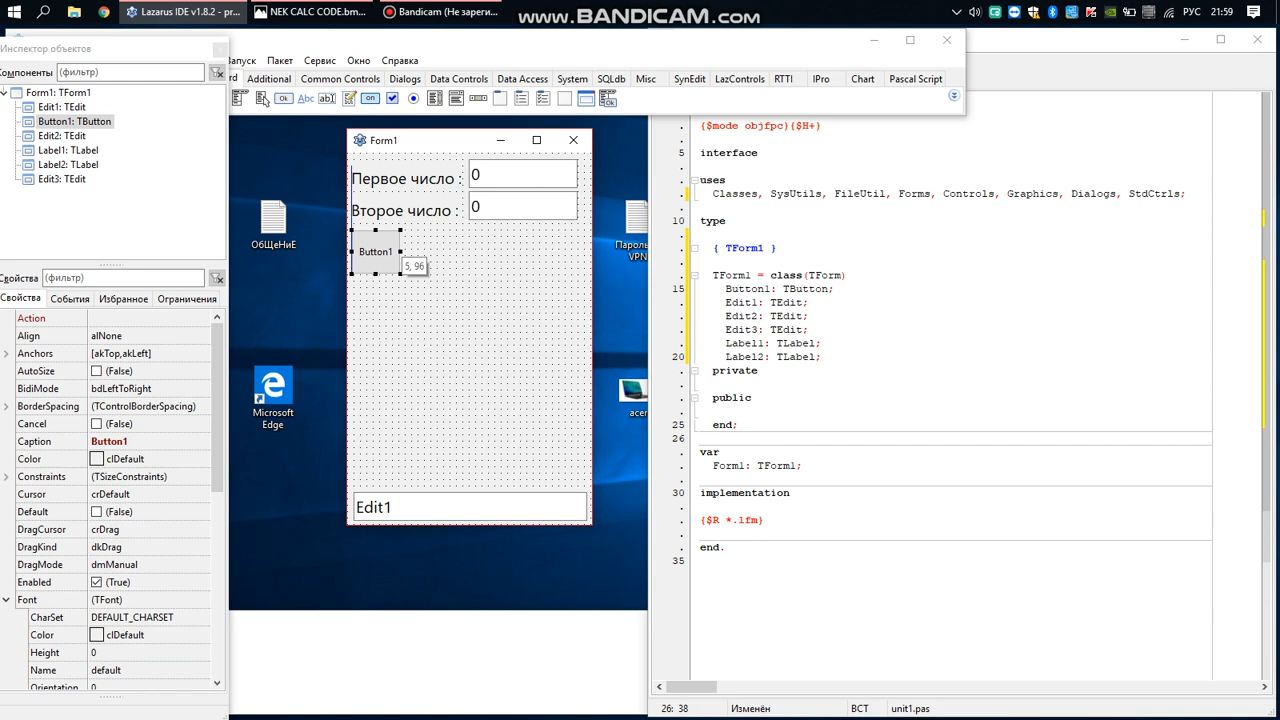 Lazarus IDE v1.8.2 - pr...
NEK CALC CODE.bm...
Bandicam (Не зареги...
www.BANDICAM.com
РУС
21:59
Инспектор объектов
Компоненты
(фильтр)
Form1: TForm1
Edit1: TEdit
Button1: TButton
Edit2: TEdit
Label1: TLabel
Label2: TLabel
Edit3: TEdit
Свойства
(фильтр)
Свойства
События
Избранное
Ограничения
Action
Align
alNone
Anchors
[akTop,akLeft]
AutoSize
(False)
BidiMode
bdLeftToRight
BorderSpacing
(TControlBorderSpacing)
Cancel
(False)
Caption
Button1
Color
clDefault
Constraints
(TSizeConstraints)
Cursor
crDefault
Default
(False)
DragCursor
crDrag
DragKind
dkDrag
DragMode
dmManual
Enabled
(True)
Font
(TFont)
CharSet
DEFAULT_CHARSET
Color
clDefault
Height
0
Name
default
Orientation
0
Запуск
Пакет
Сервис
Окно
Справка
rd
Additional
Common Controls
Dialogs
Data Controls
Data Access
System
SQLdb
Misc
SynEdit
LazControls
RTTI
IPro
Chart
Pascal Script
Ok
Abc
abI
on
Ok
ОбЩеНиЕ
Microsoft
Edge
Пароль
VPN
acer
Form1
Первое число :
0
Второе число :
0
Button1
5, 96
Edit1
{$mode objfpc}{$H+}
5
interface
uses
Classes, SysUtils, FileUtil, Forms, Controls, Graphics, Dialogs, StdCtrls;
10
type
{ TForm1 }
TForm1 = class(TForm)
15
Button1: TButton;
Edit1: TEdit;
Edit2: TEdit;
Edit3: TEdit;
Label1: TLabel;
20
Label2: TLabel;
private
public
25
end;
26
var
Form1: TForm1;
30
implementation
{$R *.lfm}
end.
35
26: 38
Изменён
ВСТ
unit1.pas